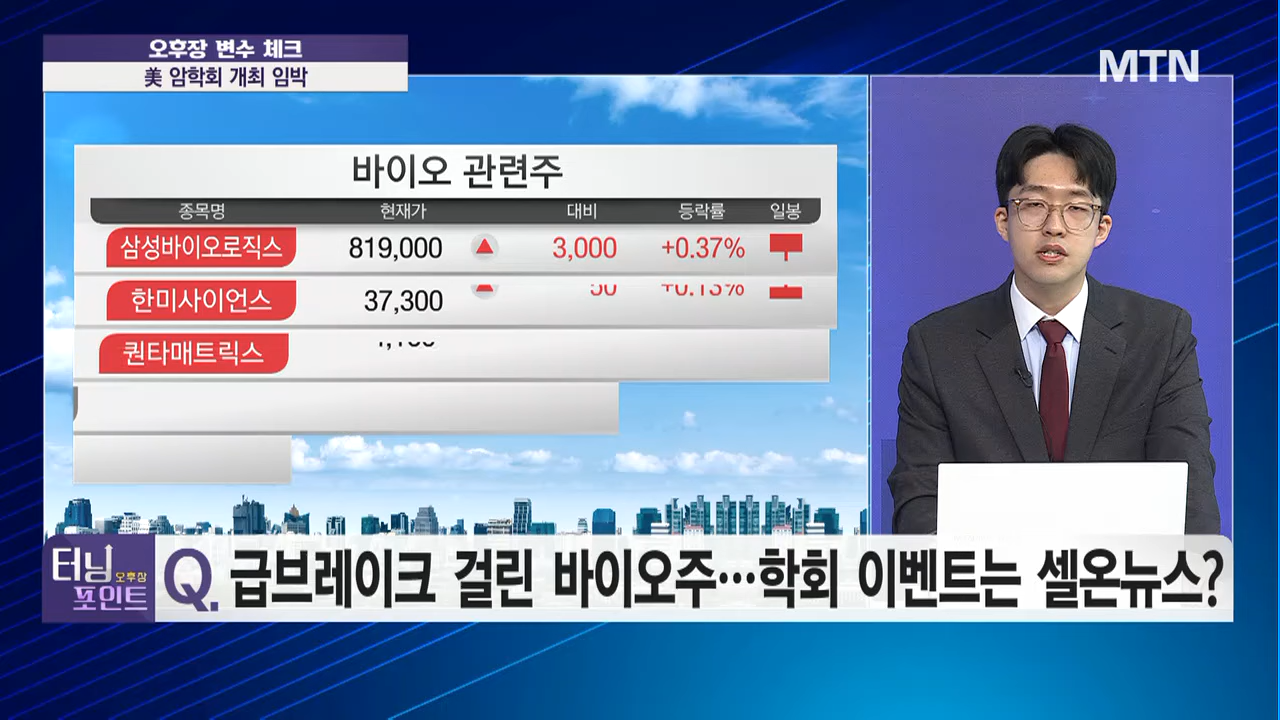 오후장 변수 체크
美 암학회 개최 임박
MTN
바이오 관련주
종목명 현재가 대비 등락률 일봉
삼성바이오로직스 819,000 ▲ 3,000 +0.37%
한미사이언스 37,300 ▲ 50 +0.13%
퀀타매트릭스
터닝 오후장
포인트
Q. 급브레이크 걸린 바이오주…학회 이벤트는 셀온뉴스?